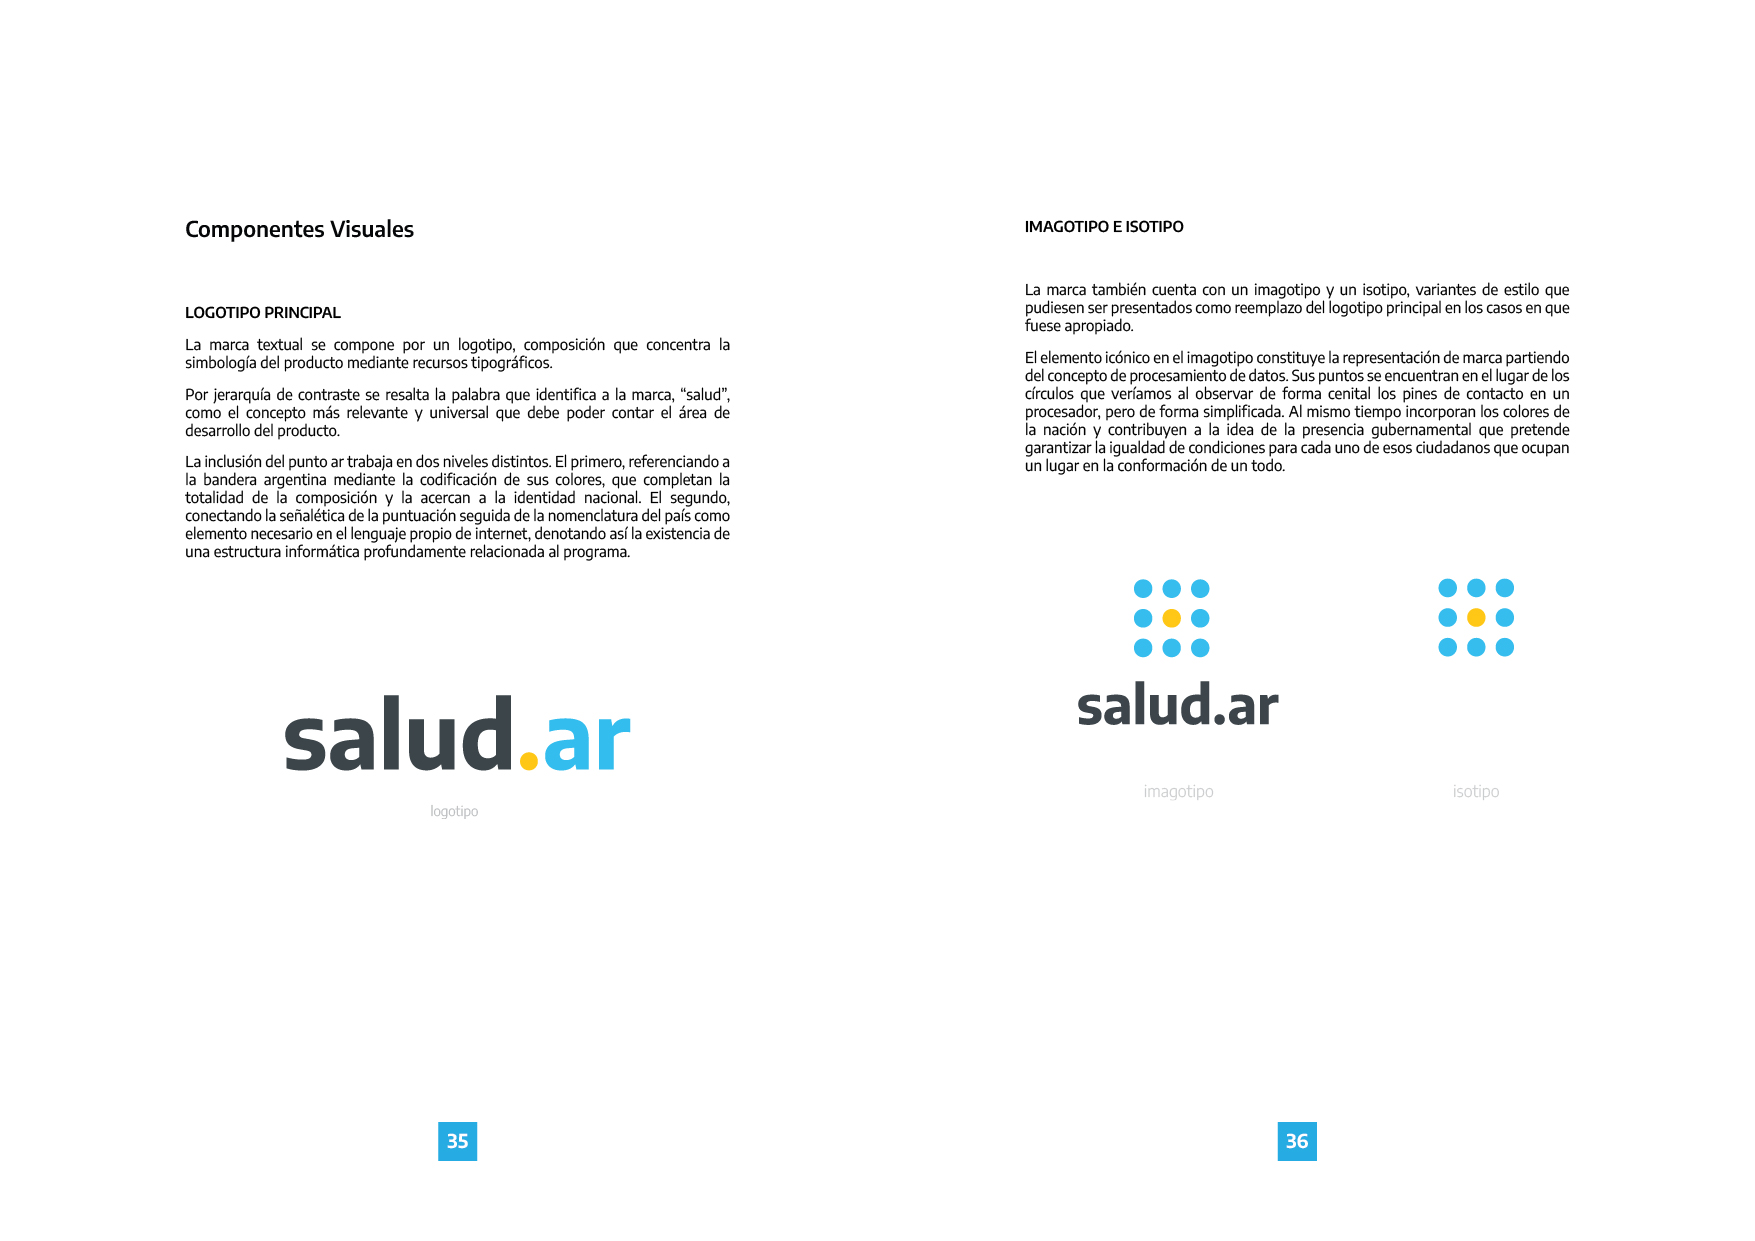 Componentes Visuales
LOGOTIPO PRINCIPAL
La marca textual se compone por un logotipo, composición que concentra la
simbología del producto mediante recursos tipográficos.
Por jerarquía de contraste se resalta la palabra que identifica a la marca, “salud”,
como el concepto más relevante y universal que debe poder contar el área de
desarrollo del producto.
La inclusión del punto ar trabaja en dos niveles distintos. El primero, referenciando a
la bandera argentina mediante la codificación de sus colores, que completan la
totalidad de la composición y la acercan a la identidad nacional. El segundo,
conectando la señalética de la puntuación seguida de la nomenclatura del país como
elemento necesario en el lenguaje propio de internet, denotando así la existencia de
una estructura informática profundamente relacionada al programa.
salud.ar
logotipo
35
IMAGOTIPO E ISOTIPO
La marca también cuenta con un imagotipo y un isotipo, variantes de estilo que
pudiesen ser presentados como reemplazo del logotipo principal en los casos en que
fuese apropiado.
El elemento icónico en el imagotipo constituye la representación de marca partiendo
del concepto de procesamiento de datos. Sus puntos se encuentran en el lugar de los
círculos que veríamos al observar de forma cenital los pines de contacto en un
procesador, pero de forma simplificada. Al mismo tiempo incorporan los colores de
la nación y contribuyen a la idea de la presencia gubernamental que pretende
garantizar la igualdad de condiciones para cada uno de esos ciudadanos que ocupan
un lugar en la conformación de un todo.
salud.ar
imagotipo
isotipo
36